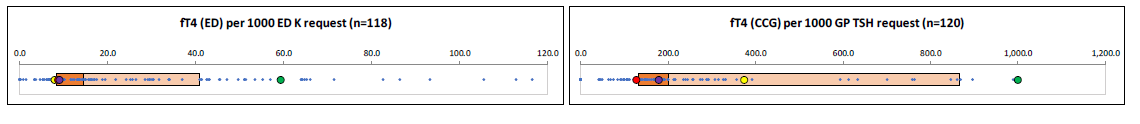 fT4 (ED) per 1000 ED K request (n=118)
0.0 20.0 40.0 60.0 80.0 100.0 120.0
fT4 (CCG) per 1000 GP TSH request (n=120)
0.0 200.0 400.0 600.0 800.0 1,000.0 1,200.0